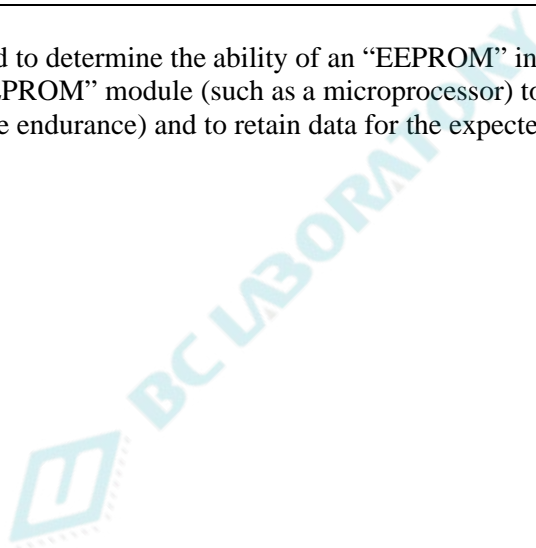 d to determine the ability of an “EEPROM” in
EPROM” module (such as a microprocessor) to
e endurance) and to retain data for the expecte
BC LABORATORY